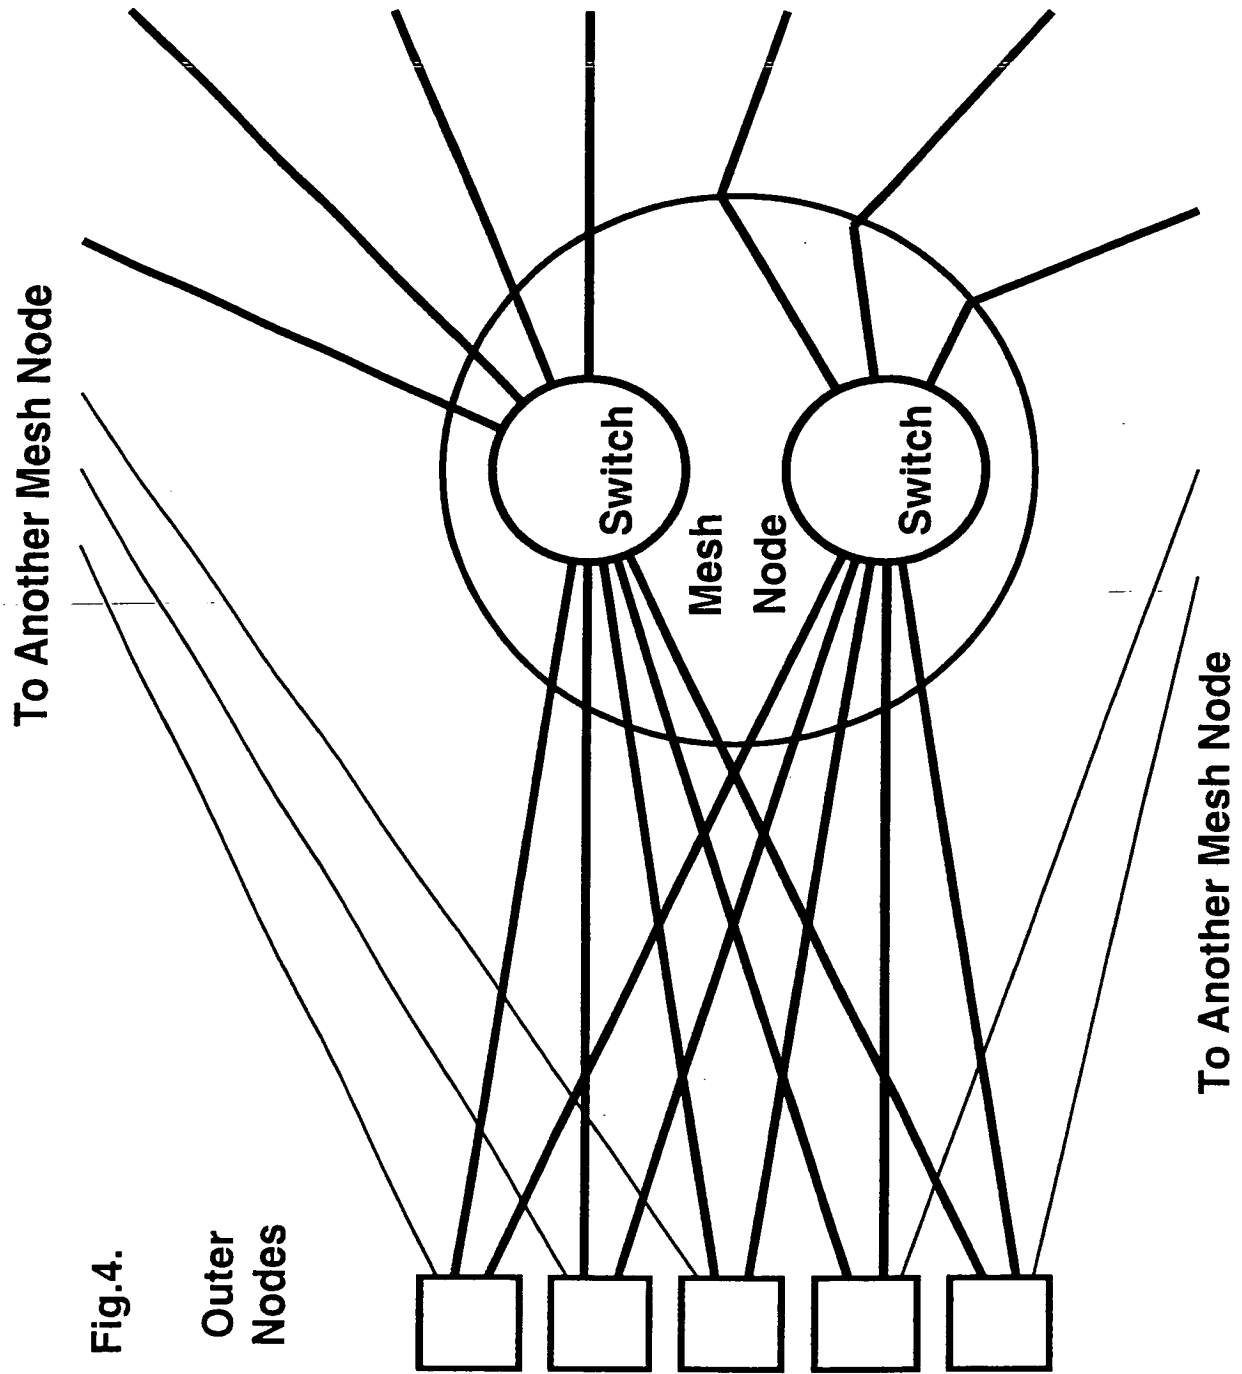 Fig.4.
Outer
Nodes
To Another Mesh Node
Switch
Mesh
Node
Switch
To Another Mesh Node